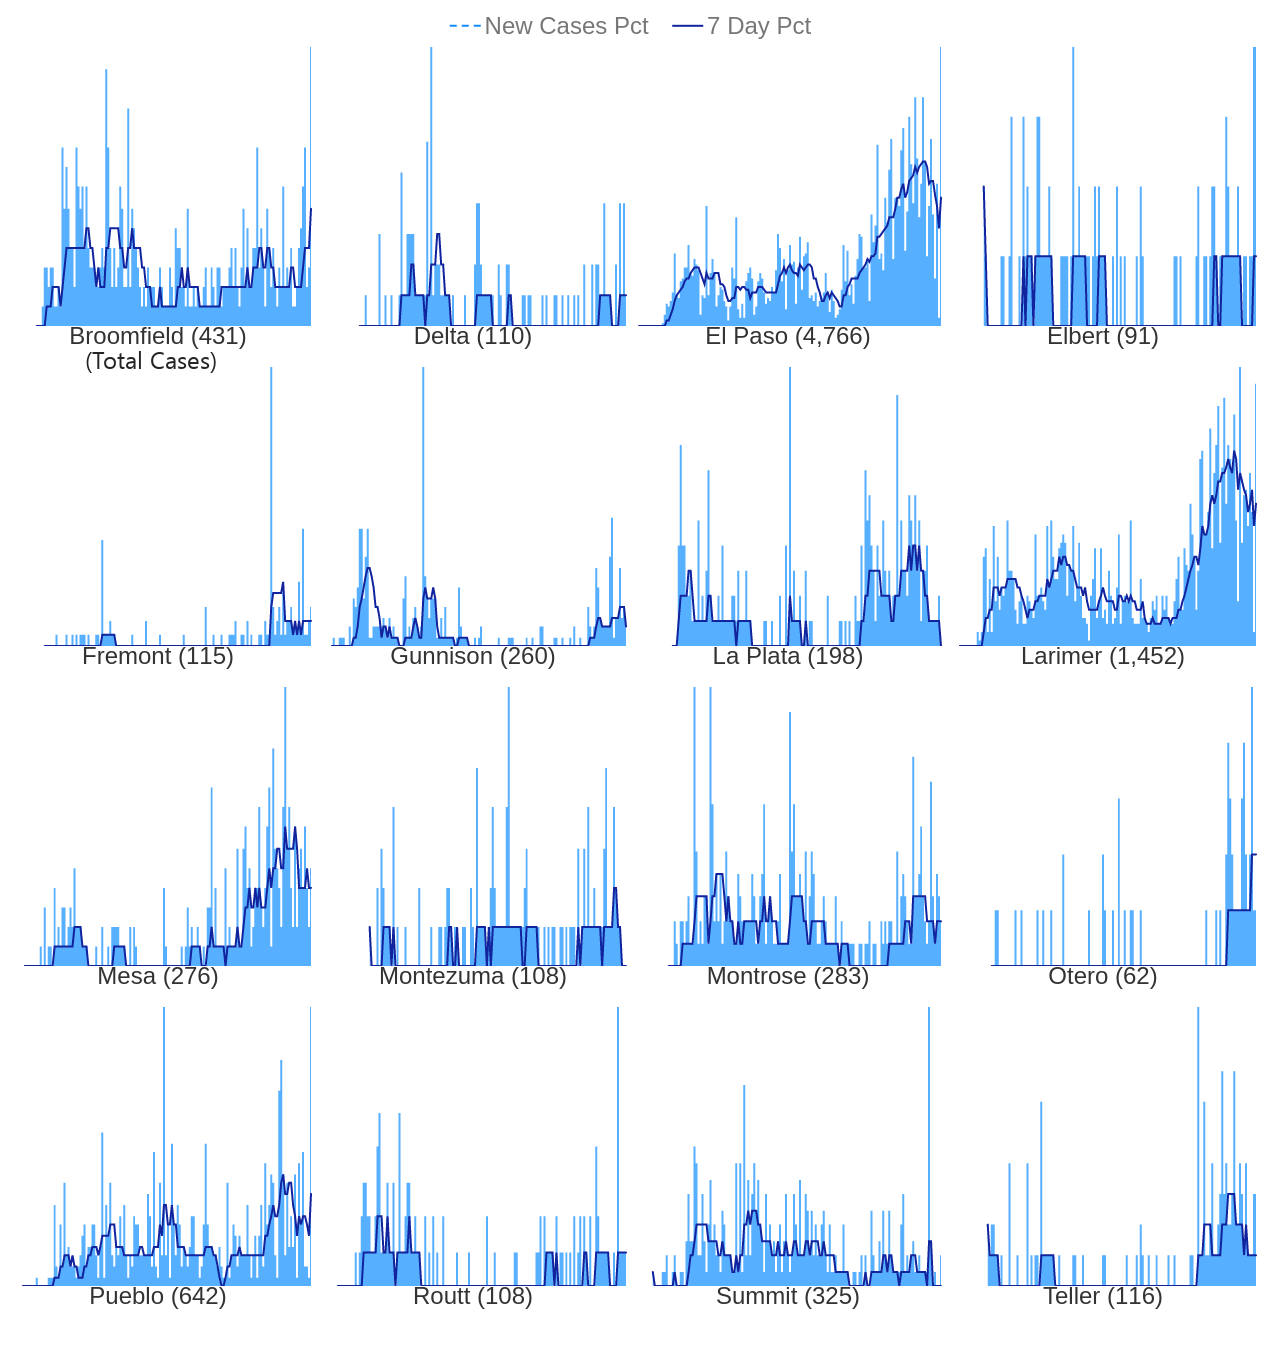 New Cases Pct 7 Day Pct
Broomfield (431) Delta (110) El Paso (4,766) Elbert (91)
(Total Cases)
Fremont (115) Gunnison (260) La Plata (198) Larimer (1,452)
Mesa (276) Montezuma (108) Montrose (283) Otero (62)
Pueblo (642) Routt (108) Summit (325) Teller (116)